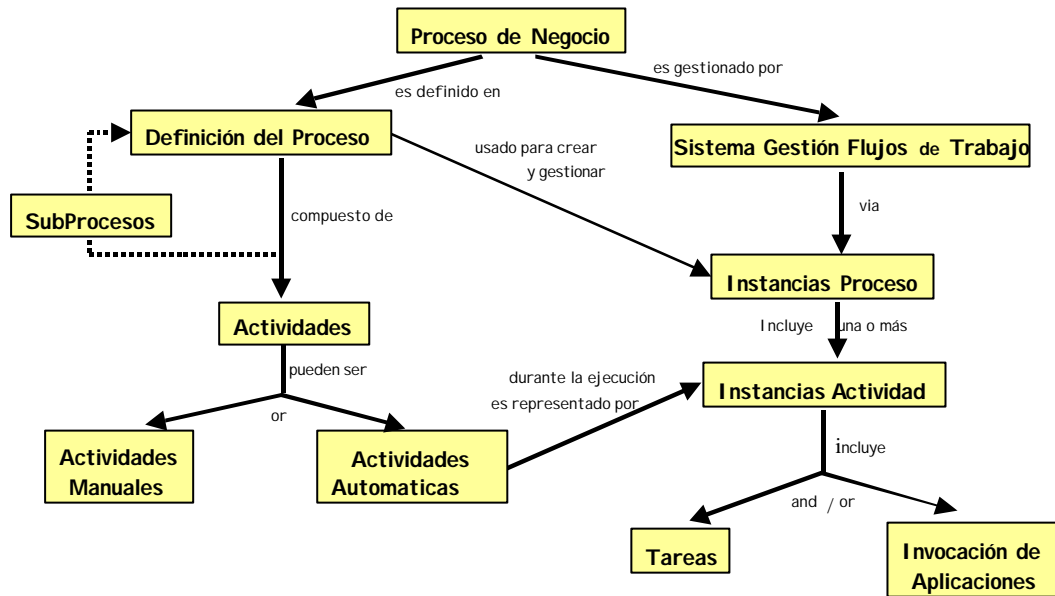 Proceso de Negocio
es gestionado por
es definido en
Definición del Proceso
Sistema Gestión Flujos de Trabajo
usado para crear
y gestionar
SubProcesos
compuesto de
via
Instancias Proceso
Actividades
Incluye una o más
pueden ser
durante la ejecución
es representado por
Instancias Actividad
or
Actividades
Manuales
Actividades
Automaticas
incluye
and / or
Tareas
Invocación de
Aplicaciones